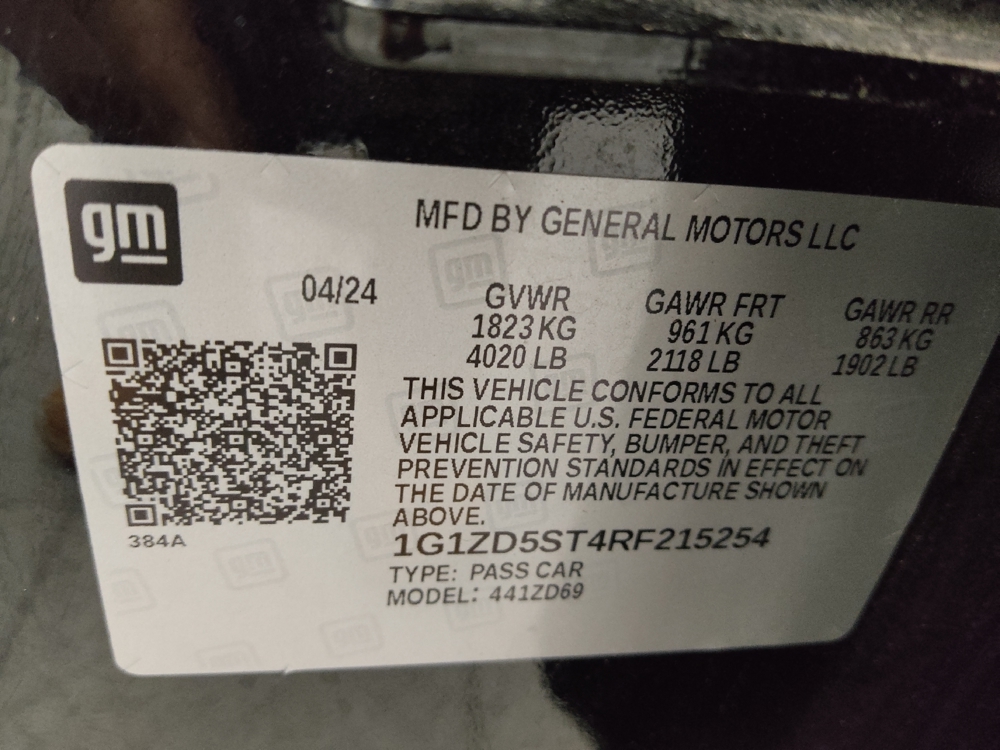 gm
MFD BY GENERAL MOTORS LLC
04/24
GVWR GAWR FRT GAWR RR
1823 KG 961 KG 863 KG
4020 LB 2118 LB 1902 LB
THIS VEHICLE CONFORMS TO ALL
APPLICABLE U.S. FEDERAL MOTOR
VEHICLE SAFETY, BUMPER, AND THEFT
PREVENTION STANDARDS IN EFFECT ON
THE DATE OF MANUFACTURE SHOWN
ABOVE.
384A
1G1ZD5ST4RF215254
TYPE: PASS CAR
MODEL: 441ZD69